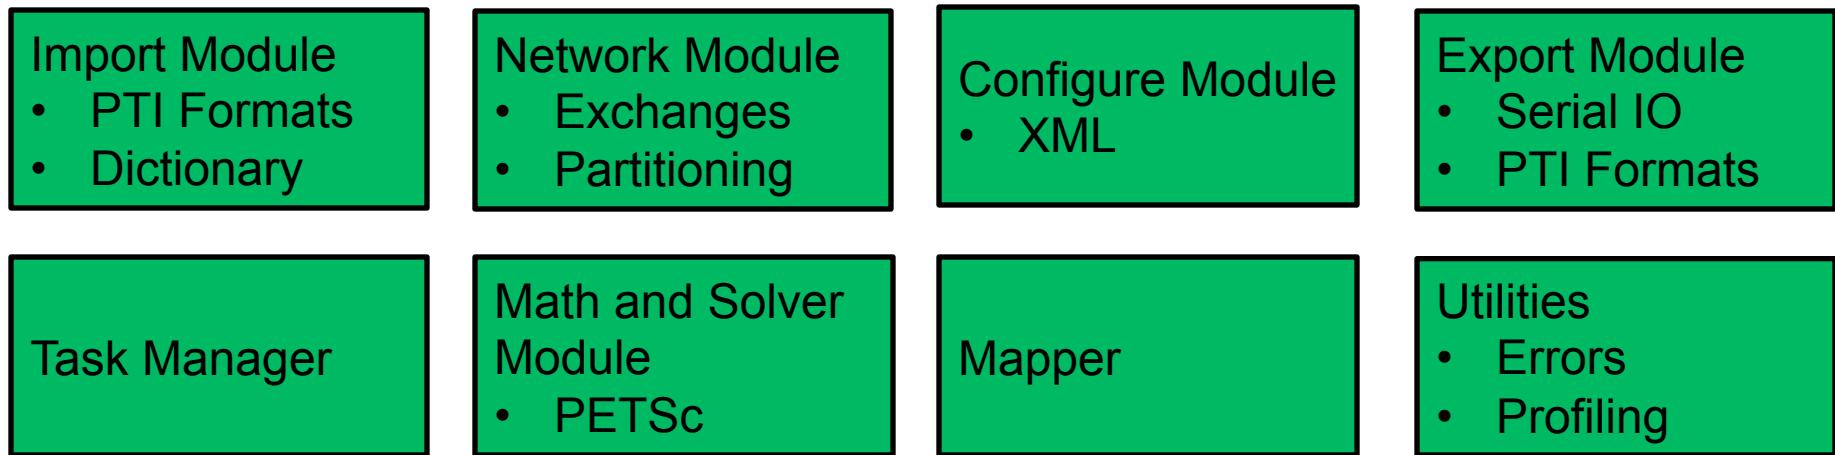 Import Module
• PTI Formats
• Dictionary
Network Module
• Exchanges
• Partitioning
Configure Module
• XML
Export Module
• Serial IO
• PTI Formats
Task Manager
Math and Solver
Module
• PETSc
Mapper
Utilities
• Errors
• Profiling